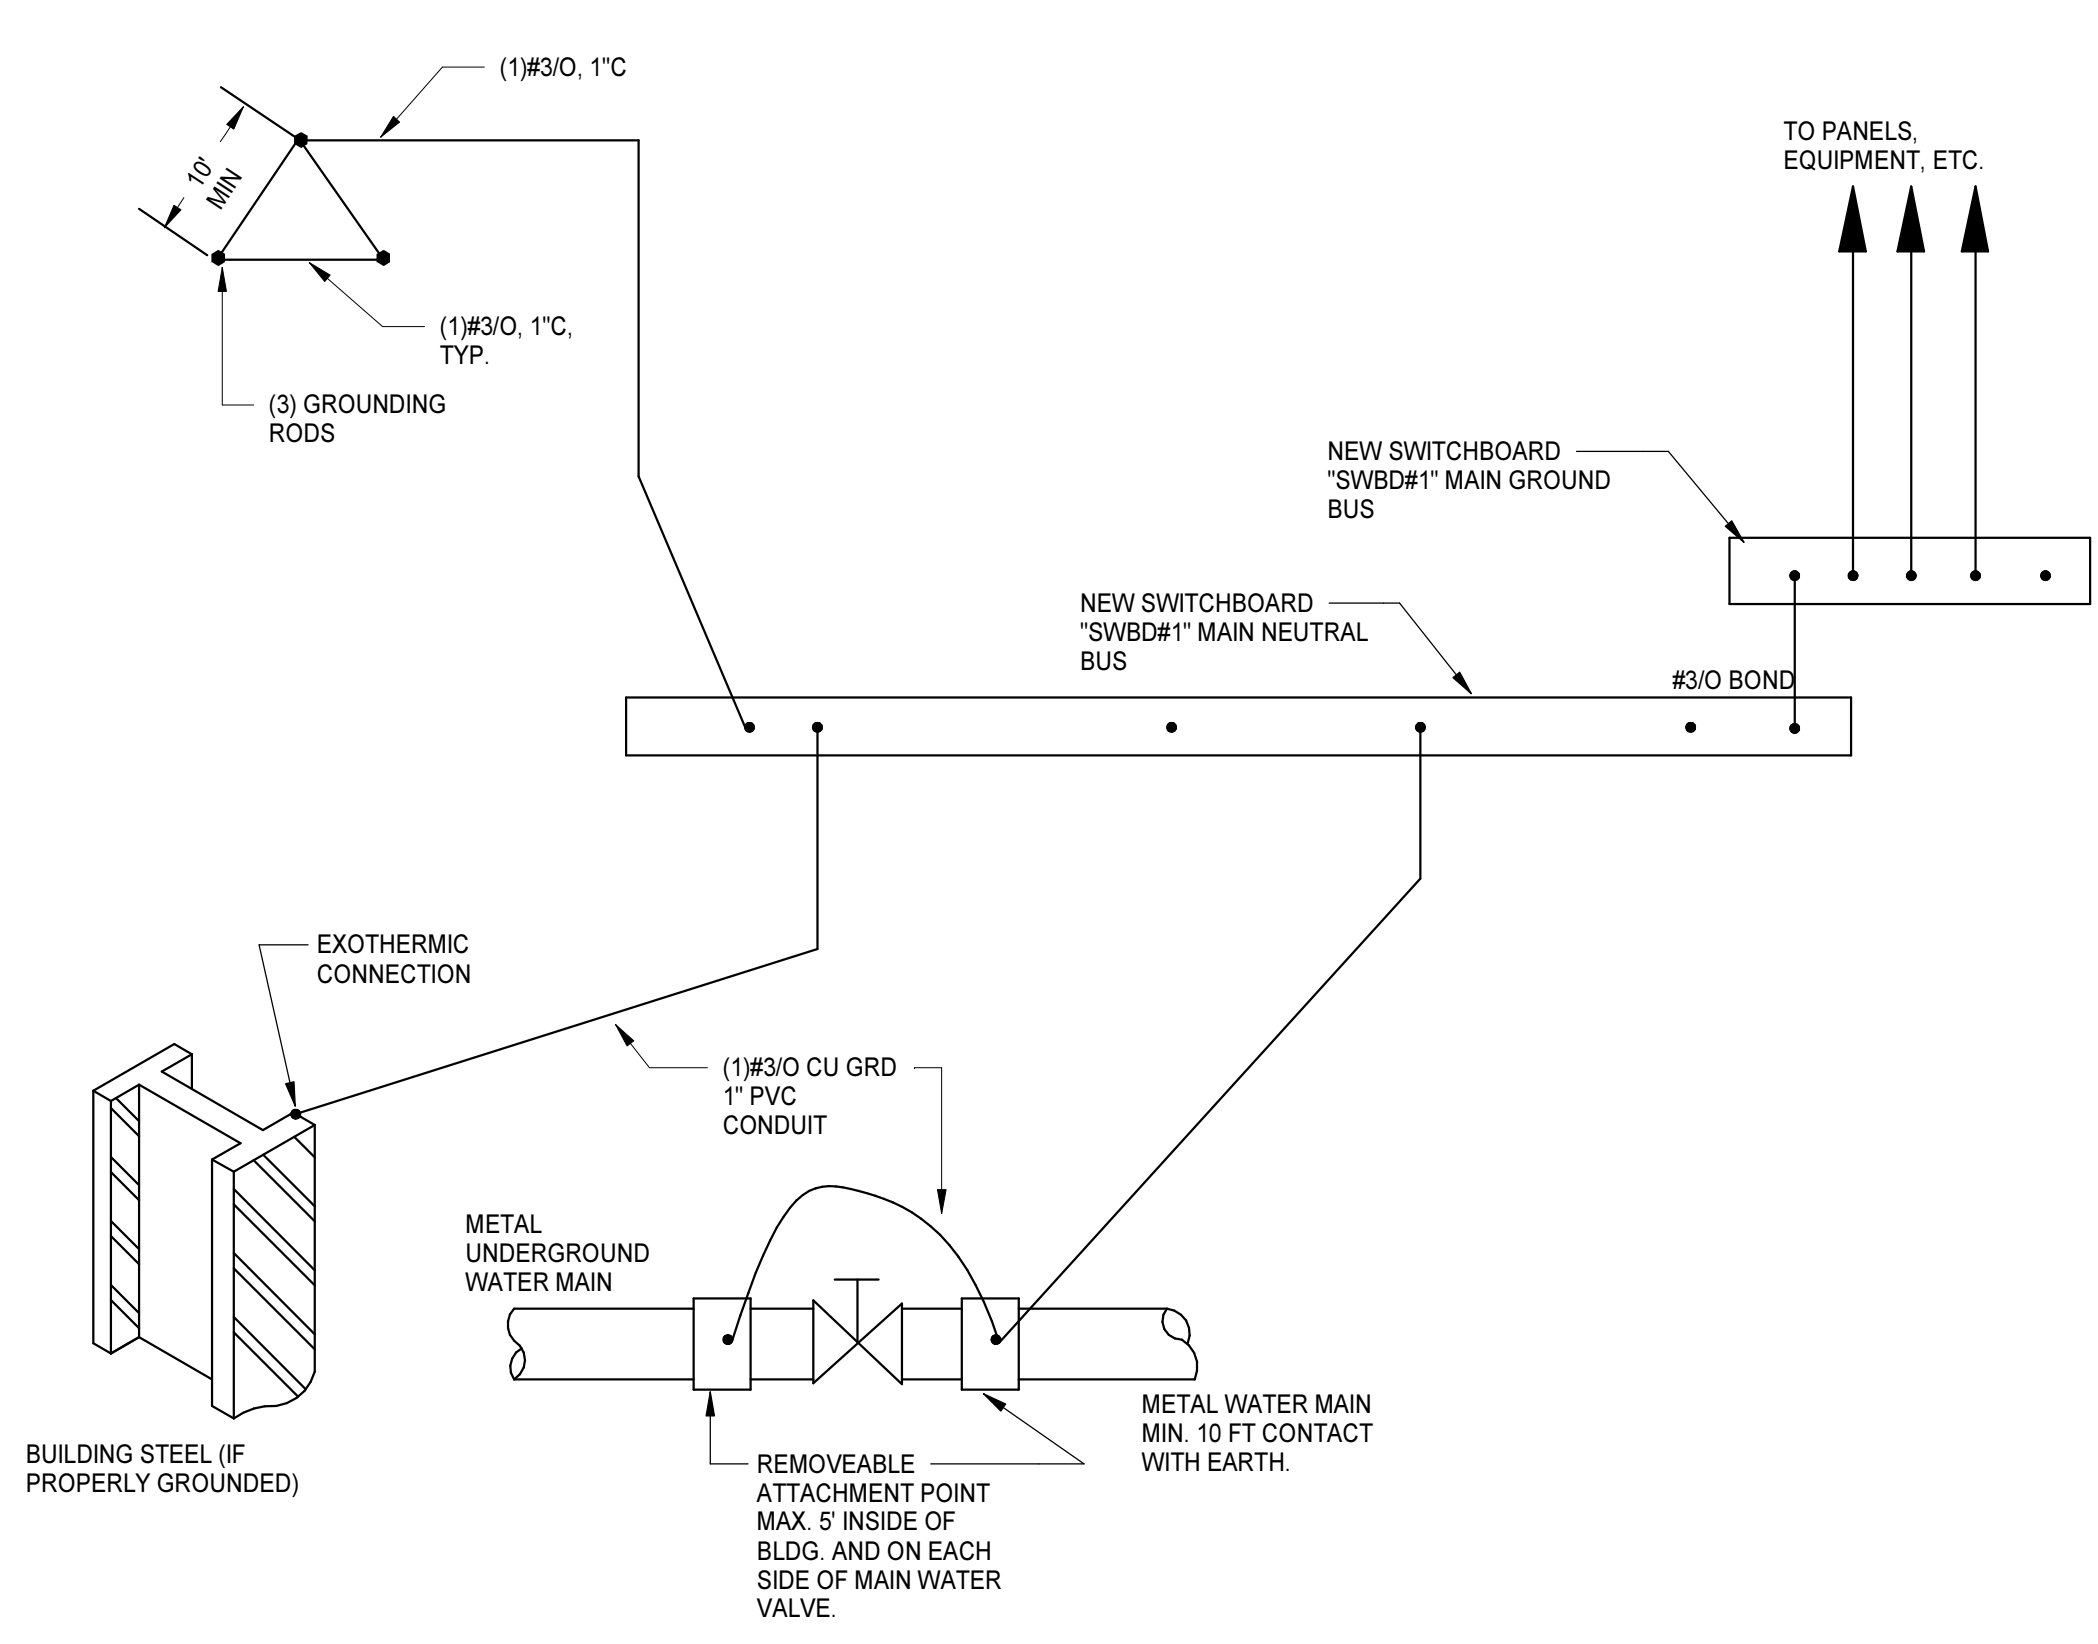 (1)#3/O, 1"C
10'
MIN
(1)#3/O, 1"C,
TYP.
(3) GROUNDING
RODS
TO PANELS,
EQUIPMENT, ETC.
NEW SWITCHBOARD
"SWBD#1" MAIN GROUND
BUS
NEW SWITCHBOARD
"SWBD#1" MAIN NEUTRAL
BUS
#3/O BOND
EXOTHERMIC
CONNECTION
(1)#3/O CU GRD
1" PVC
CONDUIT
METAL
UNDERGROUND
WATER MAIN
BUILDING STEEL (IF
PROPERLY GROUNDED)
REMOVEABLE
ATTACHMENT POINT
MAX. 5' INSIDE OF
BLDG. AND ON EACH
SIDE OF MAIN WATER
VALVE.
METAL WATER MAIN
MIN. 10 FT CONTACT
WITH EARTH.